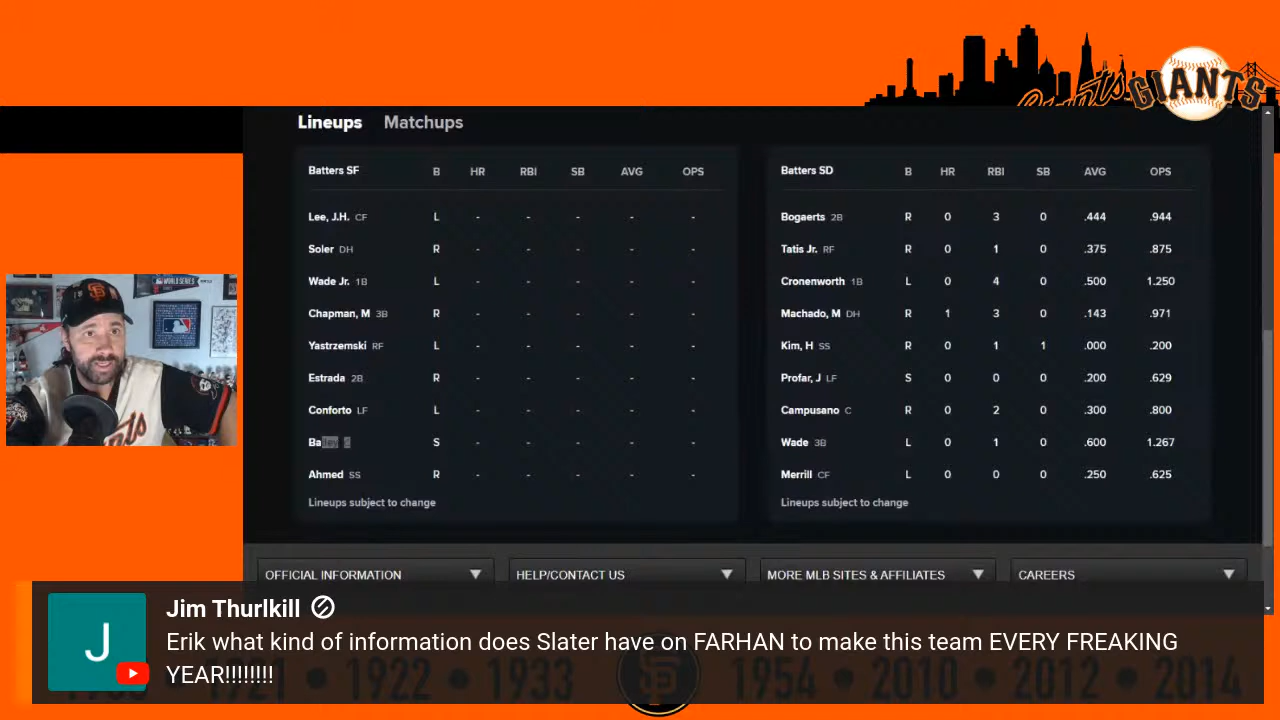 GIANTS
Lineups Matchups
Batters SF B HR RBI SB AVG OPS
Lee, J.H. CF L - - - - -
Soler DH R - - - - -
Wade Jr. 1B L - - - - -
Chapman, M 3B R - - - - -
Yastrzemski RF L - - - - -
Estrada 2B R - - - - -
Conforto LF L - - - - -
Bailey C S - - - - -
Ahmed SS R - - - - -
Lineups subject to change
Batters SD B HR RBI SB AVG OPS
Bogaerts 2B R 0 3 0 .444 .944
Tatis Jr. RF R 0 1 0 .375 .875
Cronenworth 1B L 0 4 0 .500 1.250
Machado, M DH R 1 3 0 .143 .971
Kim, H SS R 0 1 1 .000 .200
Profar, J LF S 0 0 0 .200 .629
Campusano C R 0 2 0 .300 .800
Wade 3B L 0 1 0 .600 1.267
Merrill CF L 0 0 0 .250 .625
Lineups subject to change
OFFICIAL INFORMATION HELP/CONTACT US MORE MLB SITES & AFFILIATES CAREERS
J
Jim Thurlkill
Erik what kind of information does Slater have on FARHAN to make this team EVERY FREAKING
YEAR!!!!!!!!
1922 • 1933 SF 1954 • 2010 • 2012 • 2014